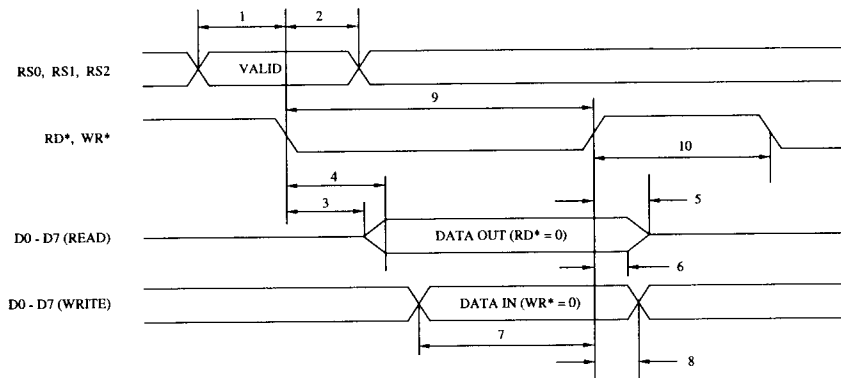 1 2
RS0, RS1, RS2 VALID
9
RD*, WR*
10
4
3 5
D0 - D7 (READ) DATA OUT (RD* = 0)
6
D0 - D7 (WRITE) DATA IN (WR* = 0)
7
8